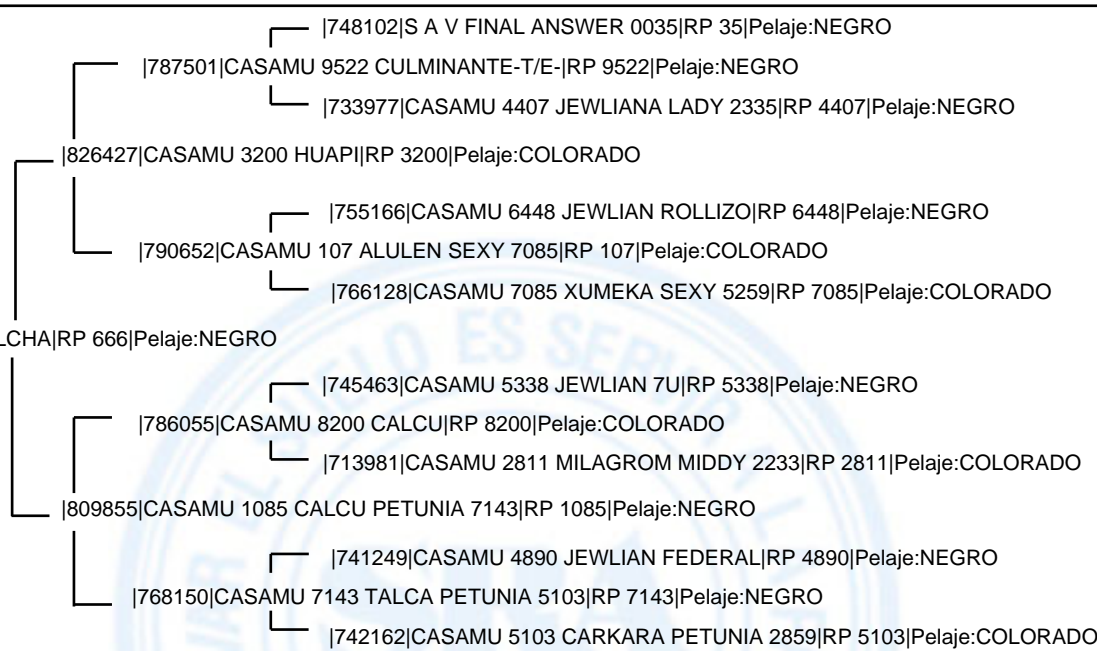 |748102|S A V FINAL ANSWER 0035|RP 35|Pelaje:NEGRO
|787501|CASAMU 9522 CULMINANTE-T/E-|RP 9522|Pelaje:NEGRO
|733977|CASAMU 4407 JEWLIANA LADY 2335|RP 4407|Pelaje:NEGRO
|826427|CASAMU 3200 HUAPI|RP 3200|Pelaje:COLORADO
|755166|CASAMU 6448 JEWLIAN ROLLIZO|RP 6448|Pelaje:NEGRO
|790652|CASAMU 107 ALULEN SEXY 7085|RP 107|Pelaje:COLORADO
|766128|CASAMU 7085 XUMEKA SEXY 5259|RP 7085|Pelaje:COLORADO
LCHA|RP 666|Pelaje:NEGRO
|745463|CASAMU 5338 JEWLIAN 7U|RP 5338|Pelaje:NEGRO
|786055|CASAMU 8200 CALCU|RP 8200|Pelaje:COLORADO
|713981|CASAMU 2811 MILAGROM MIDDY 2233|RP 2811|Pelaje:COLORADO
|809855|CASAMU 1085 CALCU PETUNIA 7143|RP 1085|Pelaje:NEGRO
|741249|CASAMU 4890 JEWLIAN FEDERAL|RP 4890|Pelaje:NEGRO
|768150|CASAMU 7143 TALCA PETUNIA 5103|RP 7143|Pelaje:NEGRO
|742162|CASAMU 5103 CARKARA PETUNIA 2859|RP 5103|Pelaje:COLORADO